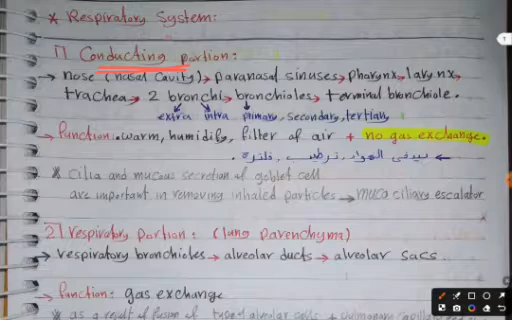 * Respiratory System:
1] Conducting portion:
→ nose (nasal cavity) → paranasal sinuses → pharynx → larynx →
trachea → 2 bronchi → bronchioles → terminal bronchiole.
extra intra primary, secondary, tertiary
→ Function: warm, humidify, filter of air + no gas exchange.
← بيدفي الهواء, ترطيب, فلترة.
* cilia and mucous secretion of goblet cell
are important in removing inhaled particles → muco ciliary escalator
2] respiratory portion: (lung parenchyma)
→ respiratory bronchioles → alveolar ducts → alveolar sacs.
→ Function: gas exchange
* as a result of fusion of type I alveolar cells + pulmonary capillary